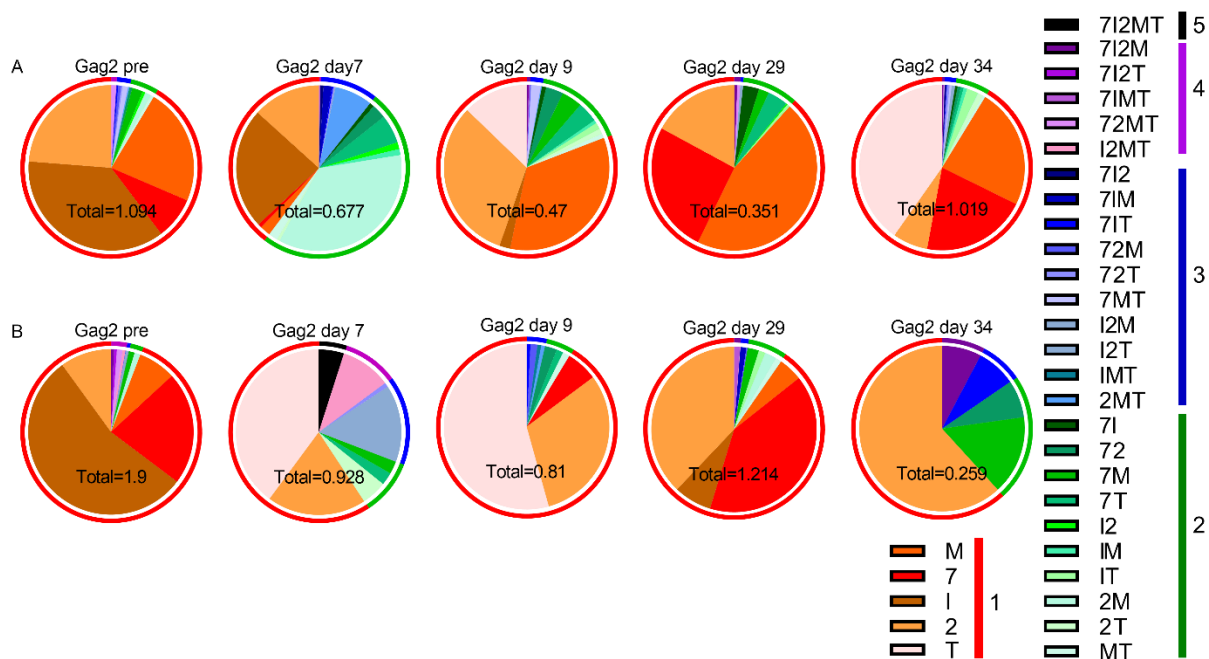 A
Gag2 pre
Gag2 day7
Gag2 day 9
Gag2 day 29
Gag2 day 34
Total=1.094
Total=0.677
Total=0.47
Total=0.351
Total=1.019
B
Gag2 pre
Gag2 day 7
Gag2 day 9
Gag2 day 29
Gag2 day 34
Total=1.9
Total=0.928
Total=0.81
Total=1.214
Total=0.259
M
7
I
2
T
1
7I2MT
5
7I2M
7I2T
7IMT
72MT
I2MT
4
7I2
7IM
7IT
72M
72T
7MT
I2M
I2T
IMT
2MT
3
7I
72
7M
7T
I2
IM
IT
2M
2T
MT
2